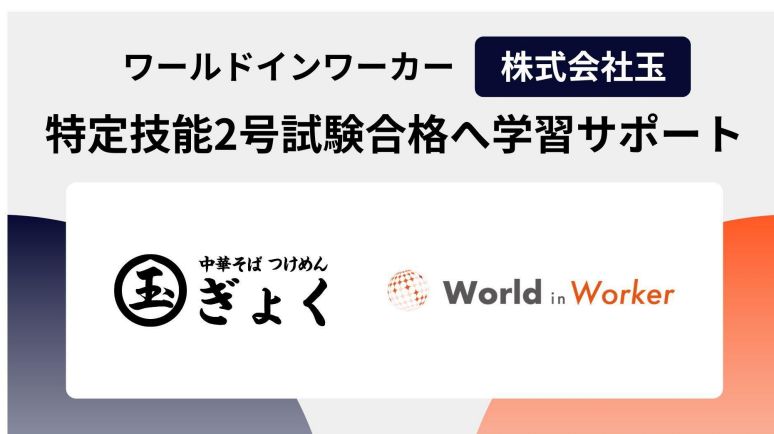 ワールドインワーカー 株式会社玉
特定技能2号試験合格へ学習サポート
玉 中華そば つけめん
ぎょく
World in Worker